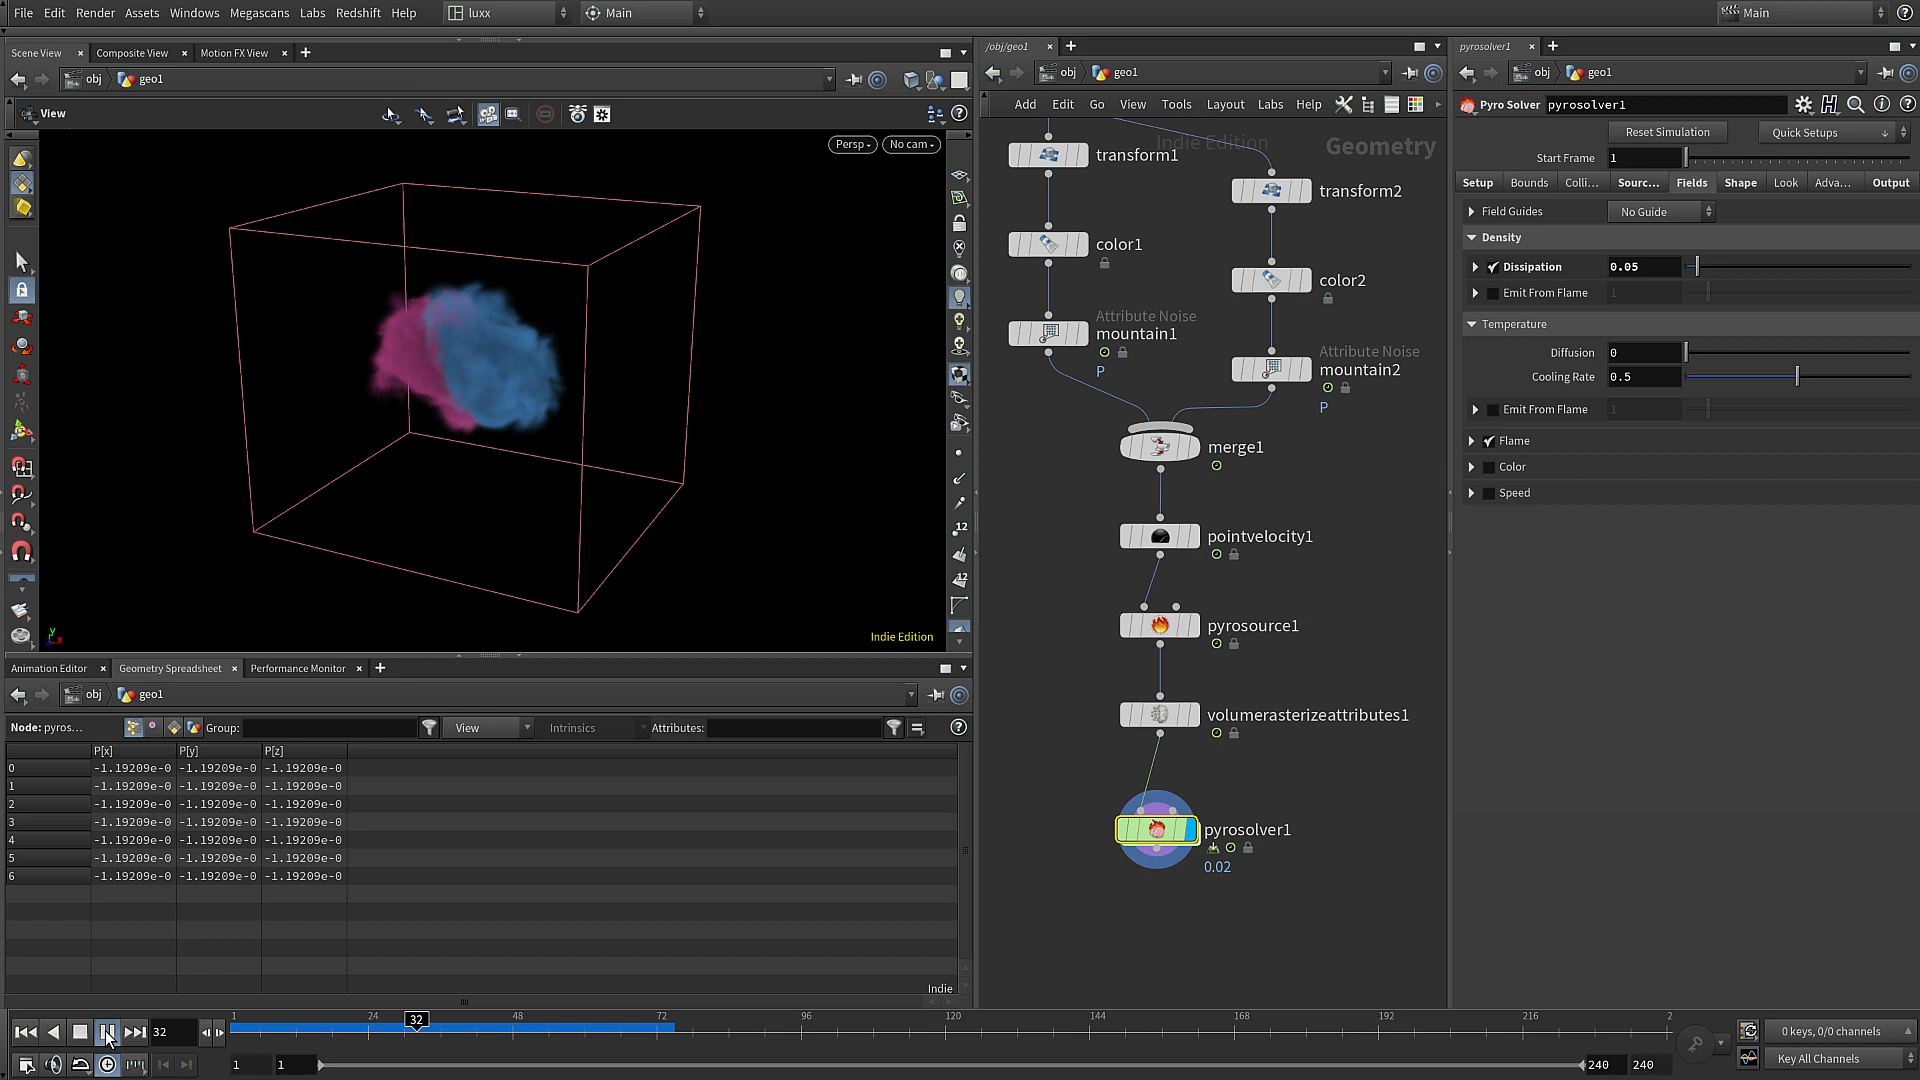 File Edit Render Assets Windows Megascans Labs Redshift Help luxx Main Main
Scene View Composite View Motion FX View
obj geo1
View
Persp No cam
Indie Edition
y x
12
12
Animation Editor Geometry Spreadsheet Performance Monitor
obj geo1
Node: pyros... Group: View Intrinsics Attributes:
P[x] P[y] P[z]
0 -1.19209e-0 -1.19209e-0 -1.19209e-0
1 -1.19209e-0 -1.19209e-0 -1.19209e-0
2 -1.19209e-0 -1.19209e-0 -1.19209e-0
3 -1.19209e-0 -1.19209e-0 -1.19209e-0
4 -1.19209e-0 -1.19209e-0 -1.19209e-0
5 -1.19209e-0 -1.19209e-0 -1.19209e-0
6 -1.19209e-0 -1.19209e-0 -1.19209e-0
Indie
/obj/geo1
obj geo1
Add Edit Go View Tools Layout Labs Help
Indie Edition Geometry
transform1
transform2
color1
color2
Attribute Noise
mountain1
P
Attribute Noise
mountain2
P
merge1
pointvelocity1
pyrosource1
volumerasterizeattributes1
pyrosolver1
0.02
pyrosolver1
obj geo1
Pyro Solver pyrosolver1
Reset Simulation Quick Setups
Start Frame 1
Setup Bounds Colli... Sourc... Fields Shape Look Adva... Output
Field Guides No Guide
Density
Dissipation 0.05
Emit From Flame 1
Temperature
Diffusion 0
Cooling Rate 0.5
Emit From Flame 1
Flame
Color
Speed
32 1 24 32 48 72 96 120 144 168 192 216 2
0 keys, 0/0 channels
1 1 240 240
Key All Channels